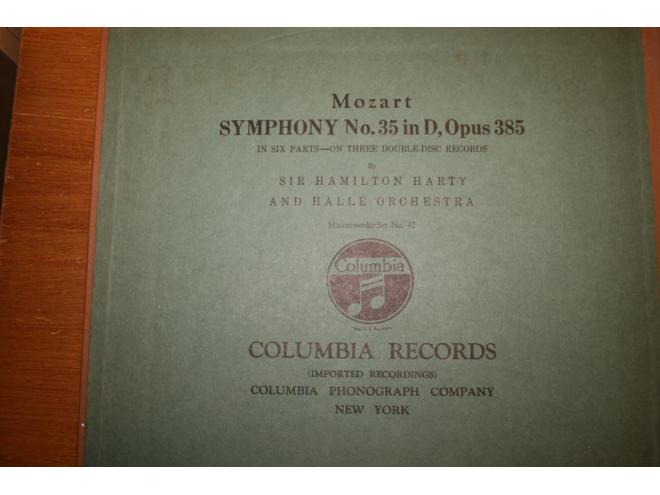 Mozart
SYMPHONY No. 35 in D, Opus 385
IN SIX PARTS—ON THREE DOUBLE-DISC RECORDS
By
SIR HAMILTON HARTY
AND HALLÉ ORCHESTRA
Masterworks Set No. 42
Columbia
COLUMBIA RECORDS
(IMPORTED RECORDINGS)
COLUMBIA PHONOGRAPH COMPANY
NEW YORK